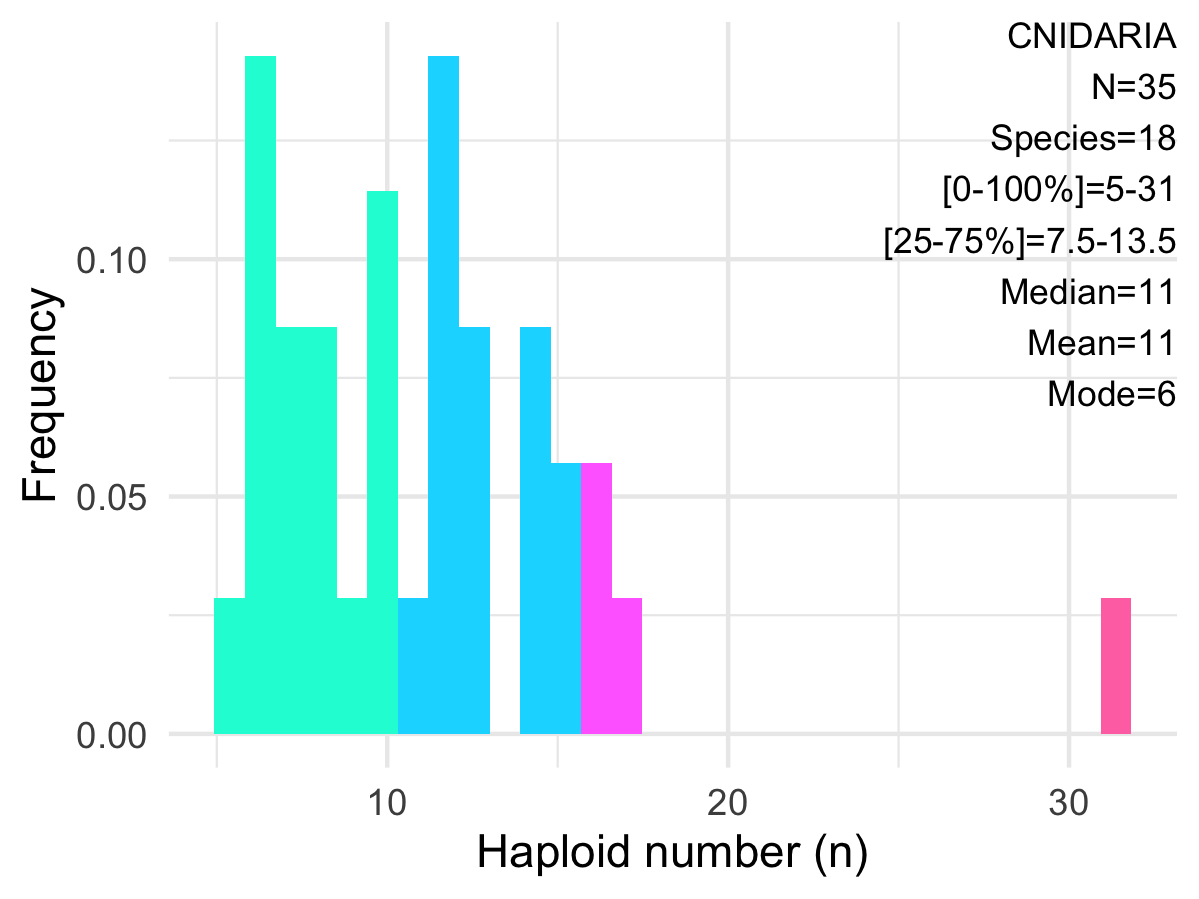 CNIDARIA
N=35
Species=18
[0-100%]=5-31
[25-75%]=7.5-13.5
Median=11
Mean=11
Mode=6
Frequency
0.10
0.05
0.00
10 20 30
Haploid number (n)